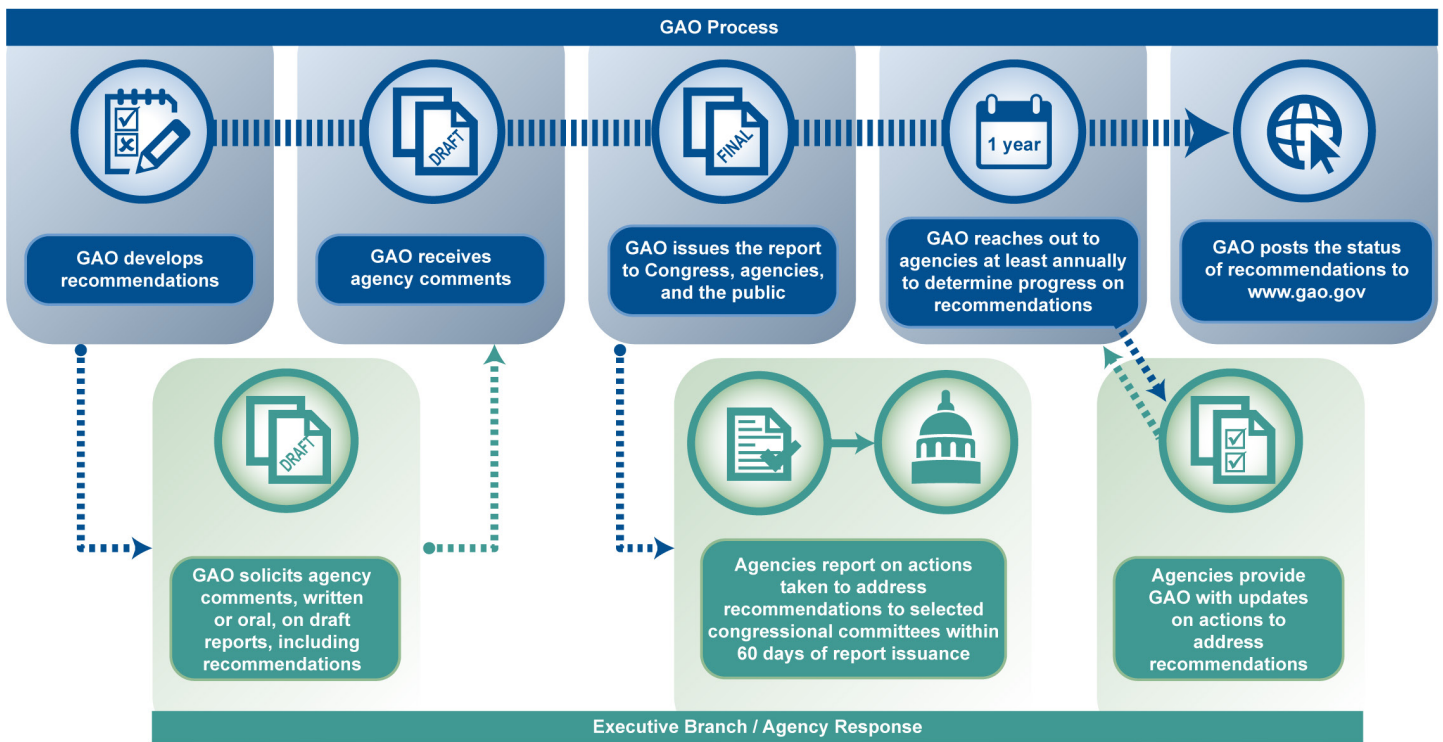 GAO Process
DRAFT
FINAL
1 year
GAO develops
recommendations
GAO receives
agency comments
GAO issues the report
to Congress, agencies,
and the public
GAO reaches out to
agencies at least annually
to determine progress on
recommendations
GAO posts the status
of recommendations to
www.gao.gov
DRAFT
GAO solicits agency
comments, written
or oral, on draft
reports, including
recommendations
Agencies report on actions
taken to address
recommendations to selected
congressional committees within
60 days of report issuance
Agencies provide
GAO with updates
on actions to
address
recommendations
Executive Branch / Agency Response